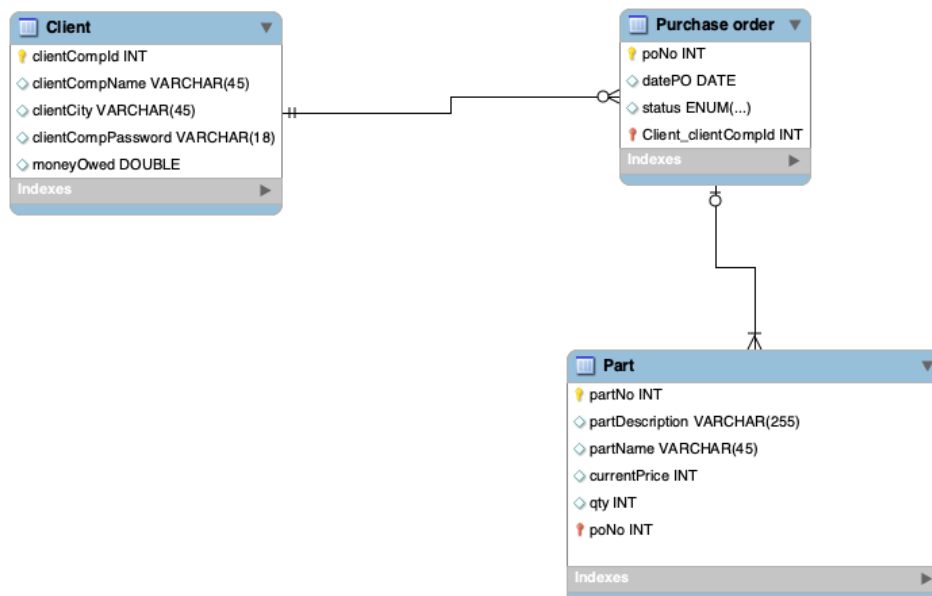 Client
clientCompId INT
clientCompName VARCHAR(45)
clientCity VARCHAR(45)
clientCompPassword VARCHAR(18)
moneyOwed DOUBLE
Indexes
Purchase order
poNo INT
datePO DATE
status ENUM(...)
Client_clientCompId INT
Indexes
Part
partNo INT
partDescription VARCHAR(255)
partName VARCHAR(45)
currentPrice INT
qty INT
poNo INT
Indexes